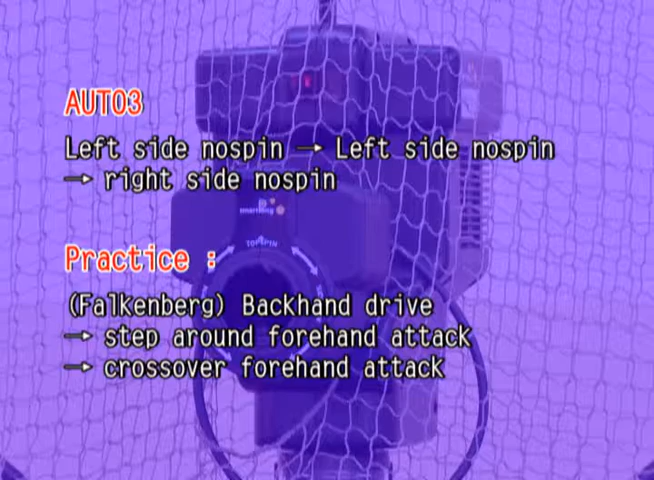 AUTO3
Left side nospin → Left side nospin
→ right side nospin
TOPSPIN
Practice :
(Falkenberg) Backhand drive
→ step around forehand attack
→ crossover forehand attack